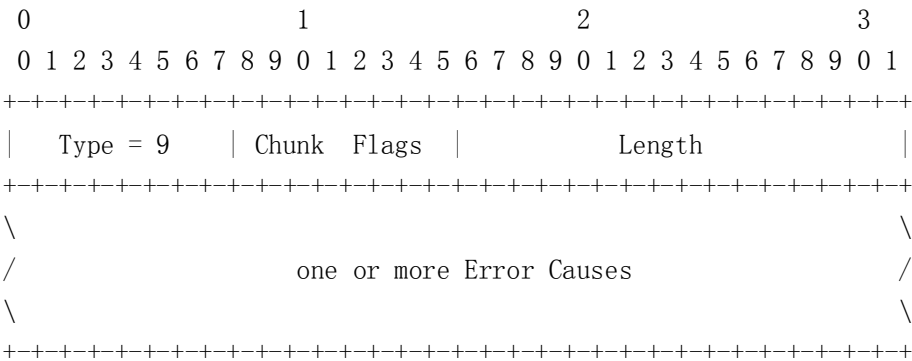 0                   1                   2                   3
 0 1 2 3 4 5 6 7 8 9 0 1 2 3 4 5 6 7 8 9 0 1 2 3 4 5 6 7 8 9 0 1
+-+-+-+-+-+-+-+-+-+-+-+-+-+-+-+-+-+-+-+-+-+-+-+-+-+-+-+-+-+-+-+-+
|   Type = 9    | Chunk  Flags  |           Length              |
+-+-+-+-+-+-+-+-+-+-+-+-+-+-+-+-+-+-+-+-+-+-+-+-+-+-+-+-+-+-+-+-+
\                                                               \
/                    one or more Error Causes                   /
\                                                               \
+-+-+-+-+-+-+-+-+-+-+-+-+-+-+-+-+-+-+-+-+-+-+-+-+-+-+-+-+-+-+-+-+